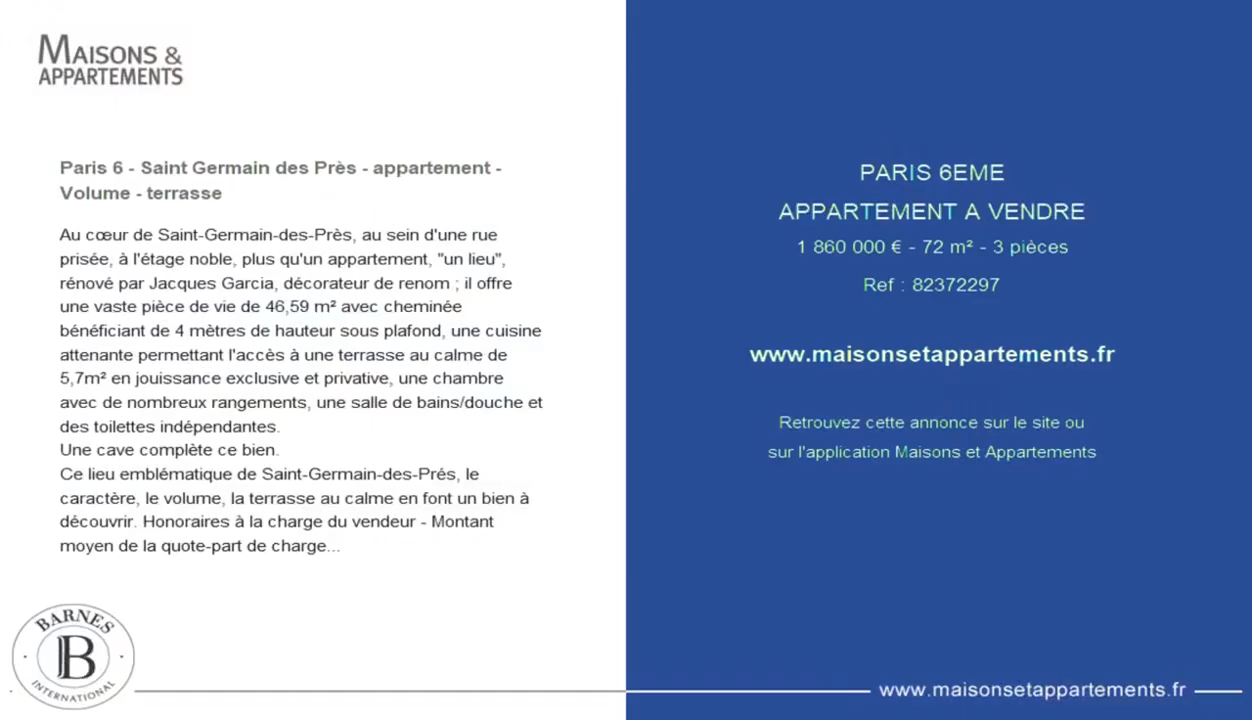 MAISONS &
APPARTEMENTS
Paris 6 - Saint Germain des Près - appartement -
Volume - terrasse
Au cœur de Saint-Germain-des-Près, au sein d'une rue
prisée, à l'étage noble, plus qu'un appartement, "un lieu",
rénové par Jacques Garcia, décorateur de renom ; il offre
une vaste pièce de vie de 46,59 m² avec cheminée
bénéficiant de 4 mètres de hauteur sous plafond, une cuisine
attenante permettant l'accès à une terrasse au calme de
5,7m² en jouissance exclusive et privative, une chambre
avec de nombreux rangements, une salle de bains/douche et
des toilettes indépendantes.
Une cave complète ce bien.
Ce lieu emblématique de Saint-Germain-des-Prés, le
caractère, le volume, la terrasse au calme en font un bien à
découvrir. Honoraires à la charge du vendeur - Montant
moyen de la quote-part de charge...
BARNES
B
INTERNATIONAL
PARIS 6EME
APPARTEMENT A VENDRE
1 860 000 € - 72 m² - 3 pièces
Ref : 82372297
www.maisonsetappartements.fr
Retrouvez cette annonce sur le site ou
sur l'application Maisons et Appartements
www.maisonsetappartements.fr